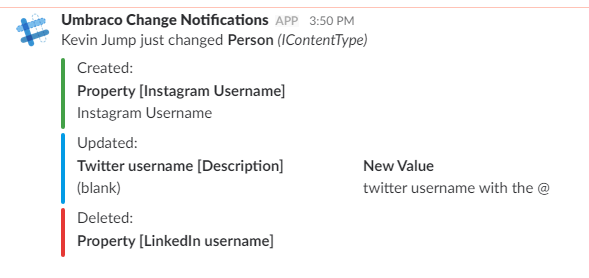 Umbraco Change Notifications APP 3:50 PM
Kevin Jump just changed Person (IContentType)
Created:
Property [Instagram Username]
Instagram Username
Updated:
Twitter username [Description] New Value
(blank) twitter username with the @
Deleted:
Property [LinkedIn username]